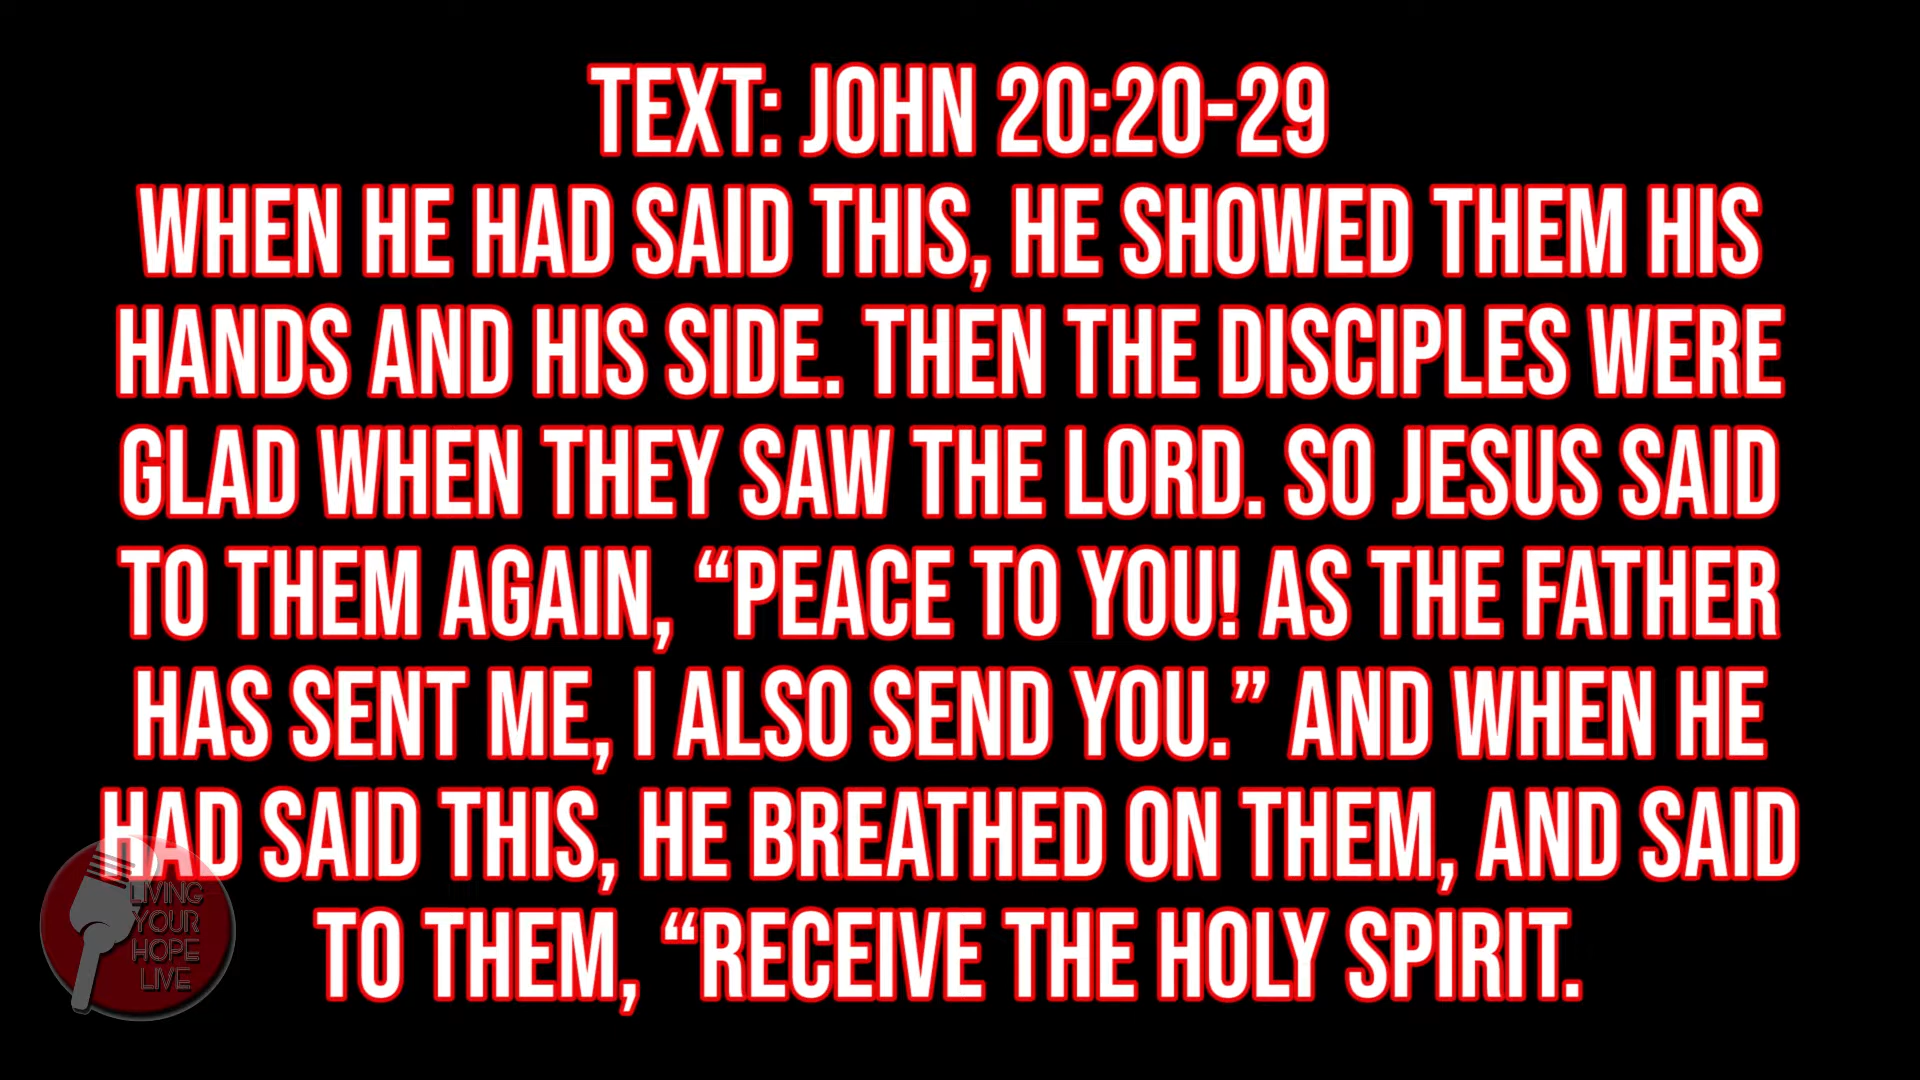 TEXT: JOHN 20:20-29
WHEN HE HAD SAID THIS, HE SHOWED THEM HIS
HANDS AND HIS SIDE. THEN THE DISCIPLES WERE
GLAD WHEN THEY SAW THE LORD. SO JESUS SAID
TO THEM AGAIN, “PEACE TO YOU! AS THE FATHER
HAS SENT ME, I ALSO SEND YOU.” AND WHEN HE
HAD SAID THIS, HE BREATHED ON THEM, AND SAID
TO THEM, “RECEIVE THE HOLY SPIRIT.
LIVING
YOUR
HOPE
LIVE